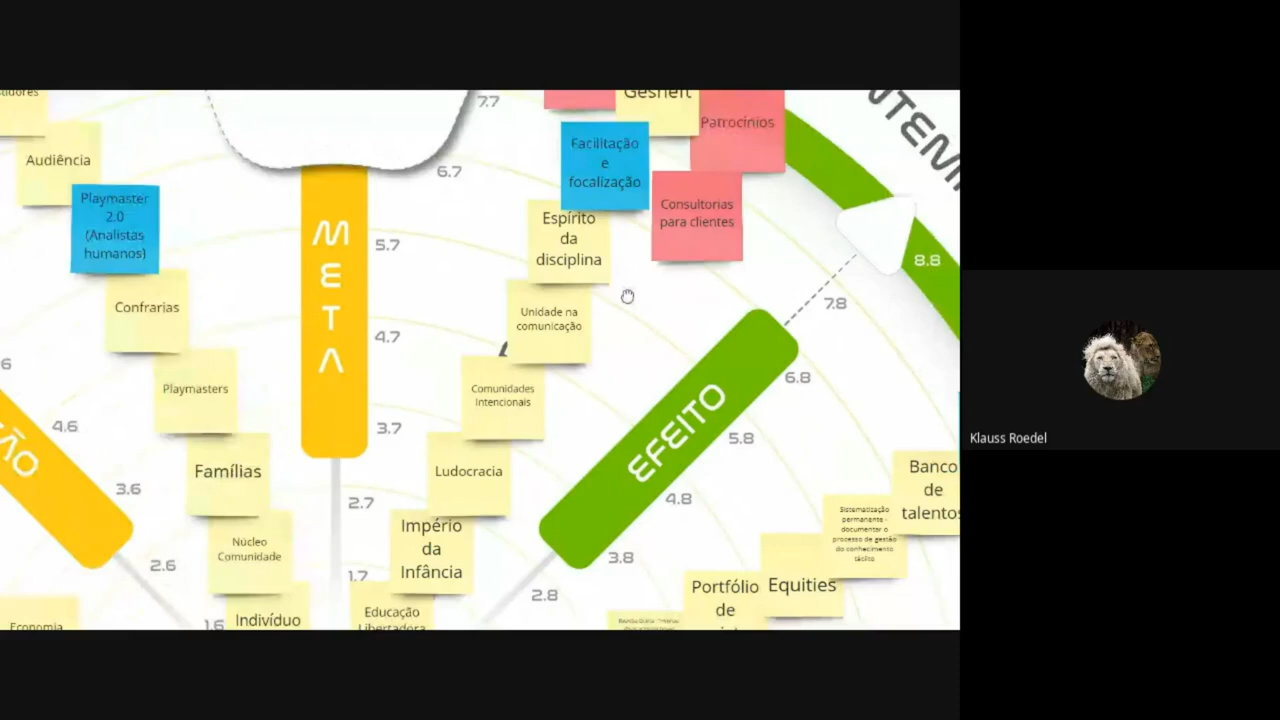 Audiência
Playmaster
2.0
(Analistas
humanos)
Confrarias
Playmasters
Famílias
Núcleo
Comunidade
Indivíduo
Economia
4.6
3.6
2.6
1.6
META
7.7
6.7
5.7
4.7
3.7
2.7
1.7
Gesheft
Patrocínios
Facilitação
e
focalização
Consultorias
para clientes
Espírito
da
disciplina
Unidade na
comunicação
Comunidades
Intencionais
Ludocracia
Império
da
Infância
Educação
Libertadora
EFEITO
8.8
7.8
6.8
5.8
4.8
3.8
2.8
Banco
de
talentos
Sistematização
permanente -
documentar o
processo de gestão
do conhecimento
tácito
Equities
Portfólio
de
Klauss Roedel